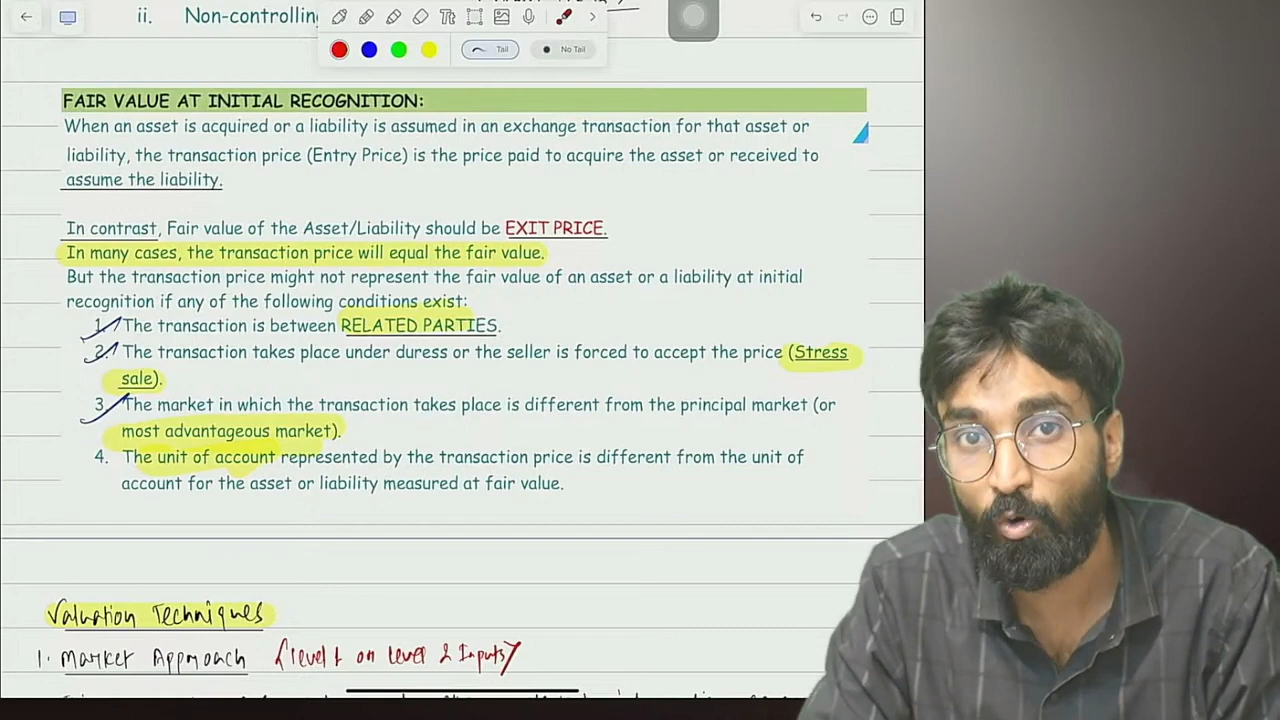 ii. Non-controlling
Tail
No Tail
FAIR VALUE AT INITIAL RECOGNITION:
When an asset is acquired or a liability is assumed in an exchange transaction for that asset or
liability, the transaction price (Entry Price) is the price paid to acquire the asset or received to
assume the liability.
In contrast, Fair value of the Asset/Liability should be EXIT PRICE.
In many cases, the transaction price will equal the fair value.
But the transaction price might not represent the fair value of an asset or a liability at initial
recognition if any of the following conditions exist:
1. The transaction is between RELATED PARTIES.
2. The transaction takes place under duress or the seller is forced to accept the price (Stress
sale).
3. The market in which the transaction takes place is different from the principal market (or
most advantageous market).
4. The unit of account represented by the transaction price is different from the unit of
account for the asset or liability measured at fair value.
Valuation Techniques
1. Market Approach (level 1 on level 2 Inputs)